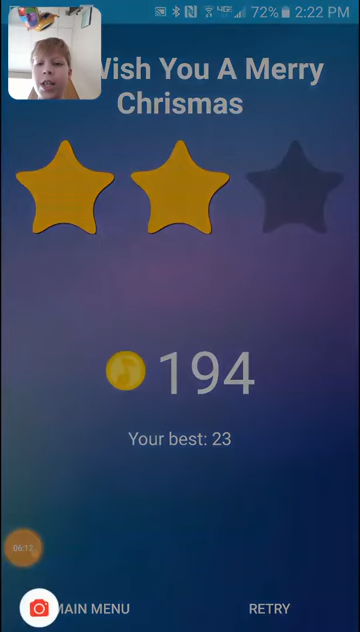 72% 2:22 PM
Wish You A Merry
Chrismas
194
Your best: 23
06:12
MAIN MENU
RETRY